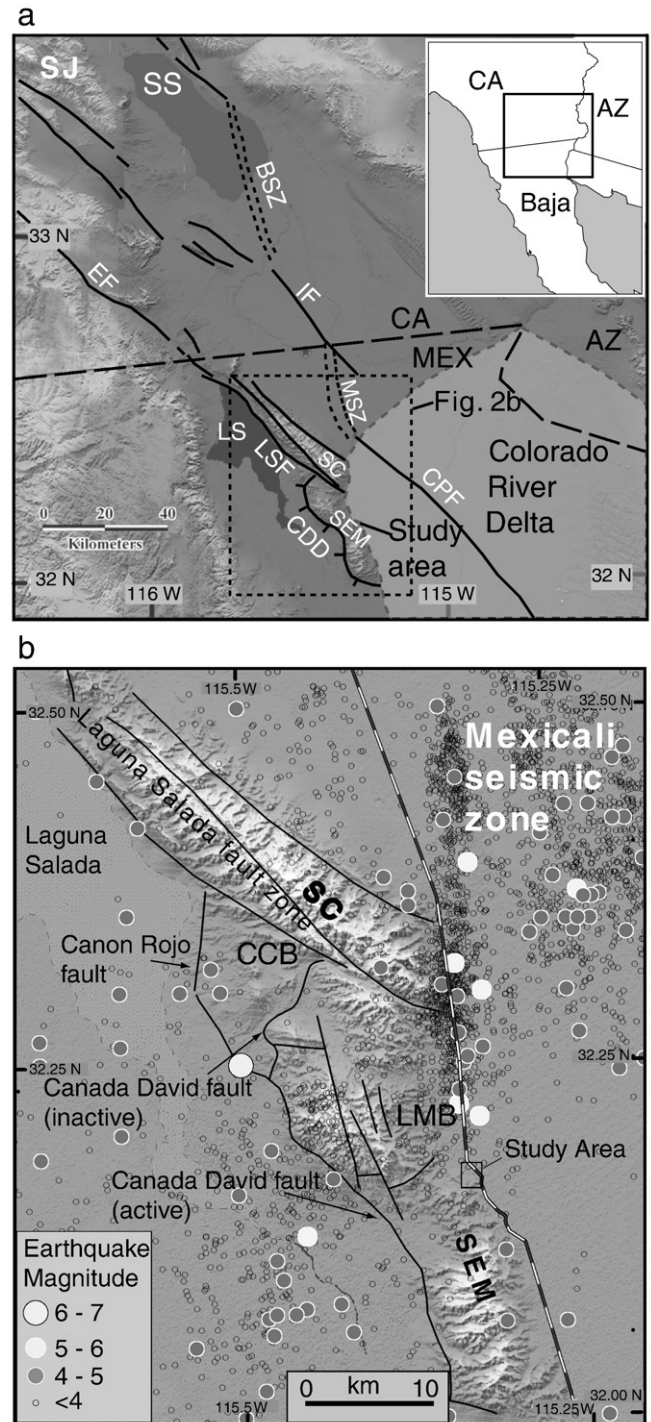 a
SJ
SS
CA
AZ
Baja
BSZ
33 N
EF
IF
CA
MEX
AZ
MSZ
Fig. 2b
LS
LSF
SC
CPF
Colorado
River
Delta
0 20 40
Kilometers
SEM
CDD
Study
area
32 N
32 N
116 W
115 W
b
115.5W
115.25W
32.50 N
32.50 N
Mexicali
seismic
zone
Laguna Salada fault zone
Laguna
Salada
SC
Canon Rojo
fault
CCB
32.25 N
32.25 N
Canada David fault
(inactive)
LMB
Study Area
Canada David fault
(active)
SEM
Earthquake
Magnitude
6 - 7
5 - 6
4 - 5
<4
km
0 10
115.5W
115.25W
32.00 N